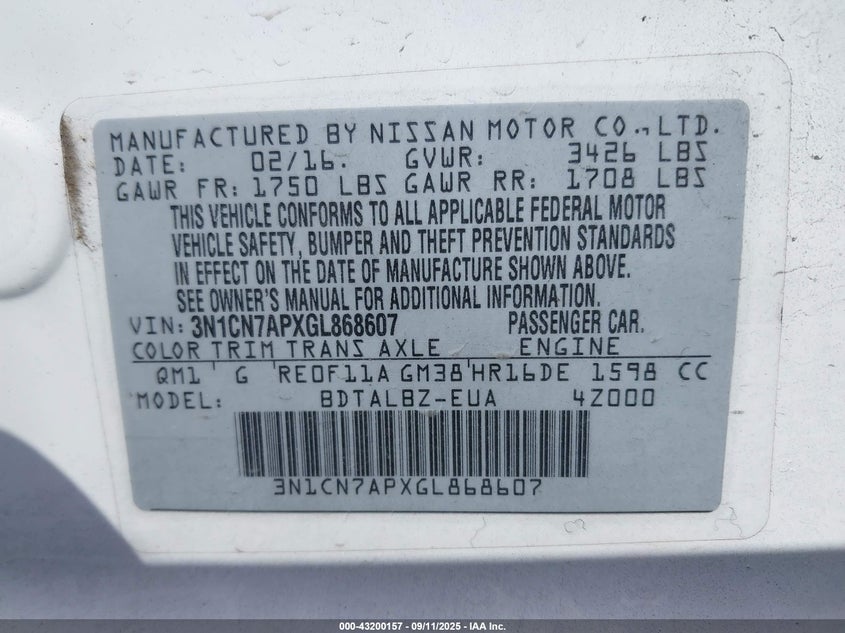 MANUFACTURED BY NISSAN MOTOR CO., LTD.
DATE: 02/16. GVWR: 3426 LBS
GAWR FR: 1750 LBS GAWR RR: 1708 LBS
THIS VEHICLE CONFORMS TO ALL APPLICABLE FEDERAL MOTOR
VEHICLE SAFETY, BUMPER AND THEFT PREVENTION STANDARDS
IN EFFECT ON THE DATE OF MANUFACTURE SHOWN ABOVE.
SEE OWNER'S MANUAL FOR ADDITIONAL INFORMATION.
VIN: 3N1CN7APXGL868607 PASSENGER CAR.
COLOR TRIM TRANS AXLE ENGINE
QM1 G RE0F11A GM38 HR16DE 1598 CC
MODEL: BDTALBZ-EUA 4Z000
3N1CN7APXGL868607
000-43200157 - 09/11/2025 - IAA Inc.